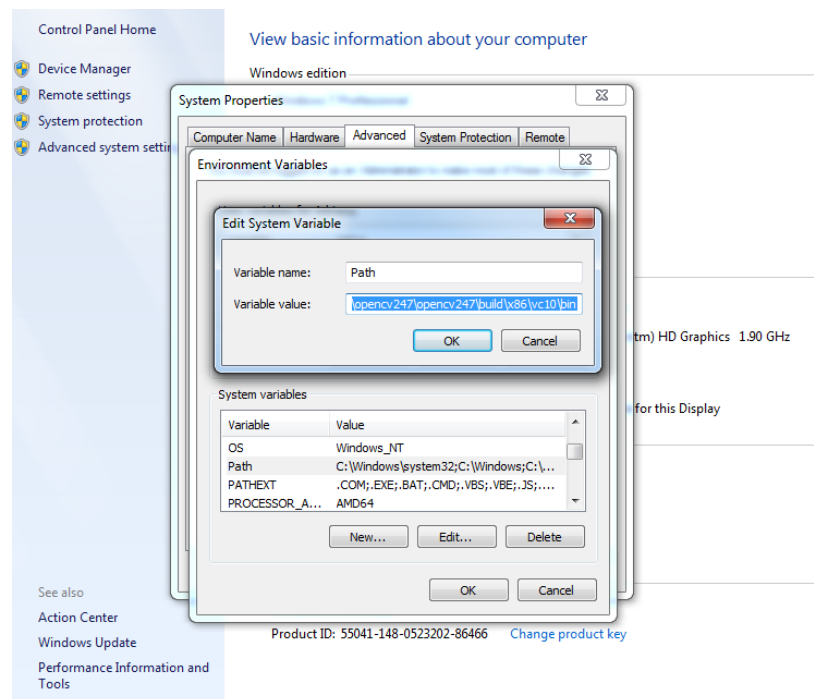 Control Panel Home
Device Manager
Remote settings
System protection
Advanced system settin
See also
Action Center
Windows Update
Performance Information and
Tools
View basic information about your computer
Windows edition
System Properties
Computer Name Hardware Advanced System Protection Remote
Environment Variables
Edit System Variable
Variable name: Path
Variable value: \opencv247\opencv247\build\x86\vc10\bin
OK Cancel
System variables
Variable Value
OS Windows_NT
Path C:\Windows\system32;C:\Windows;C:\...
PATHEXT .COM;.EXE;.BAT;.CMD;.VBS;.VBE;.JS;....
PROCESSOR_A... AMD64
New... Edit... Delete
OK Cancel
tm) HD Graphics 1.90 GHz
for this Display
Product ID: 55041-148-0523202-86466 Change product key